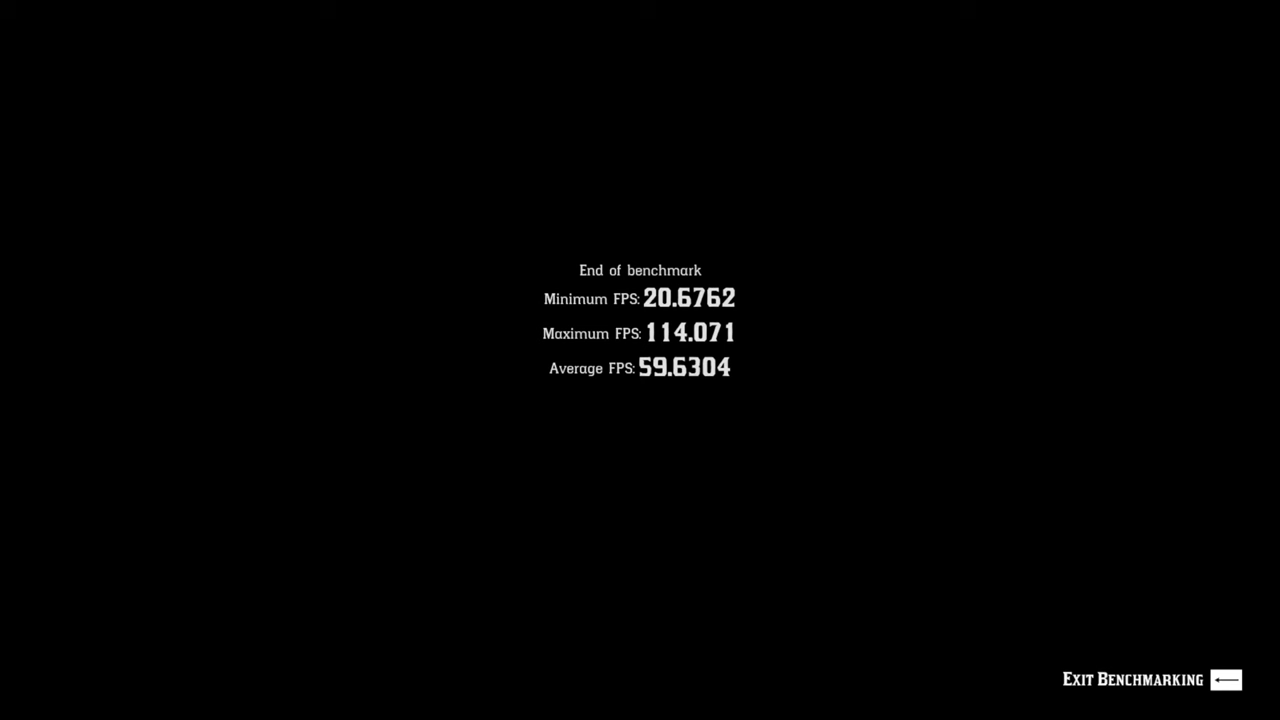 End of benchmark
Minimum FPS: 20.6762
Maximum FPS: 114.071
Average FPS: 59.6304
Exit Benchmarking